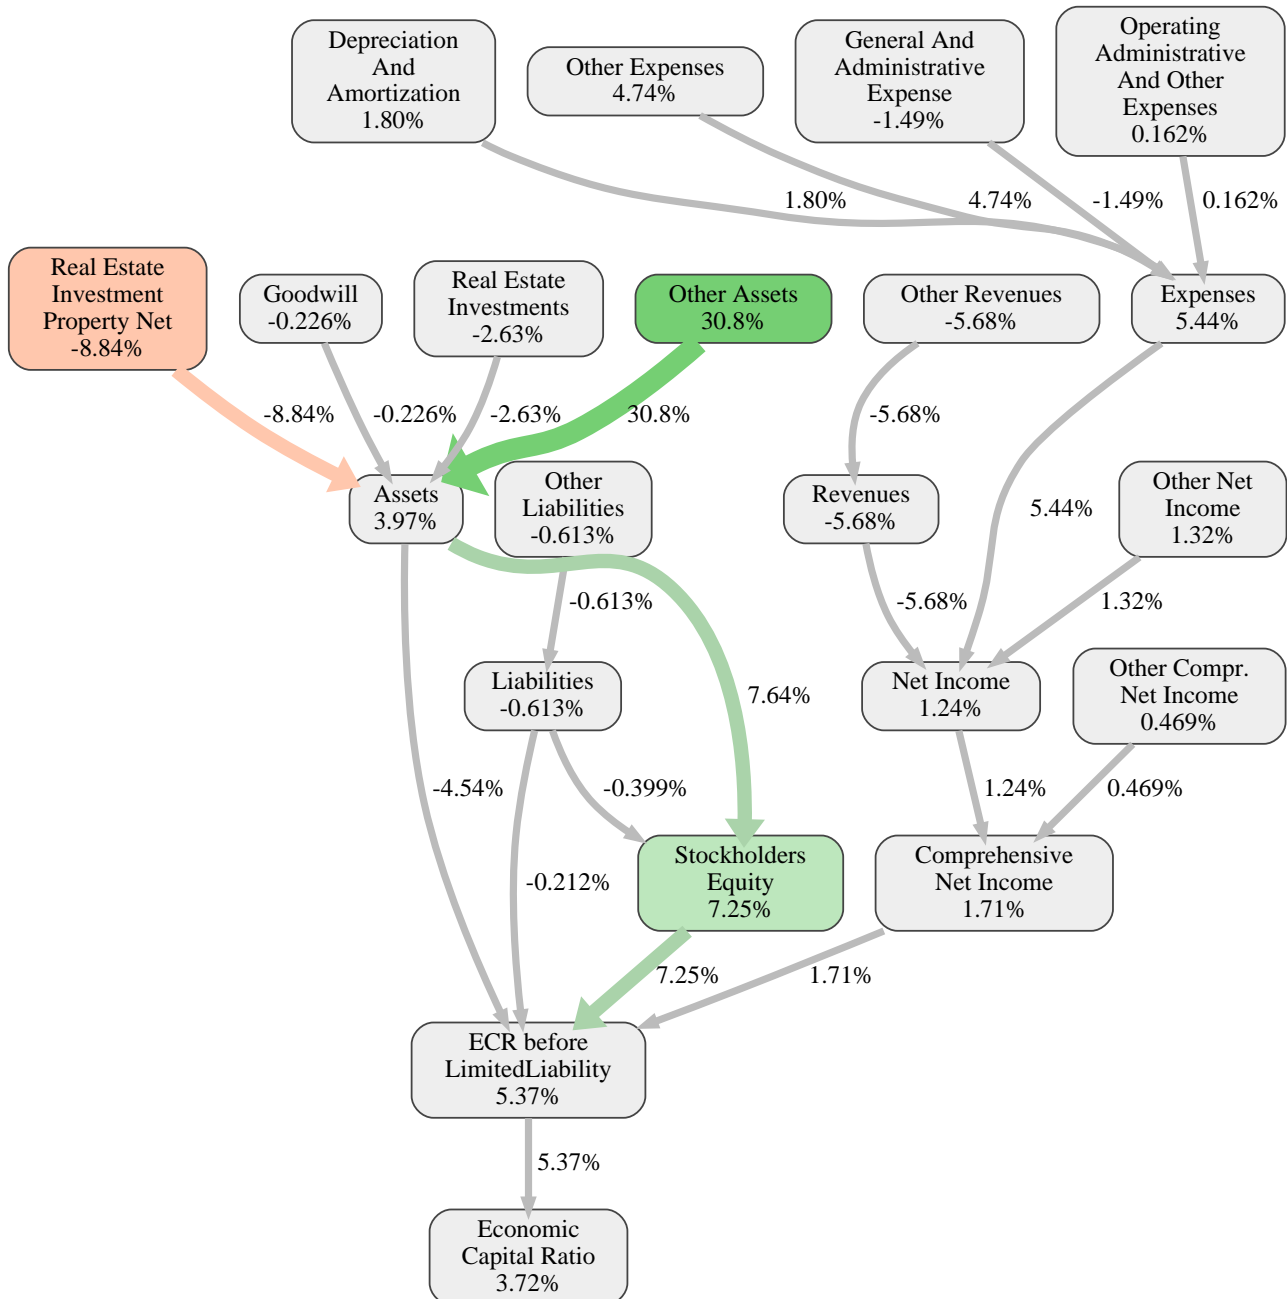 Depreciation
And
Amortization
1.80%
Other Expenses
4.74%
General And
Administrative
Expense
-1.49%
Operating
Administrative
And Other
Expenses
0.162%
1.80%
4.74%
-1.49%
0.162%
Real Estate
Investment
Property Net
-8.84%
Goodwill
-0.226%
Real Estate
Investments
-2.63%
Other Assets
30.8%
Other Revenues
-5.68%
Expenses
5.44%
-8.84%
-0.226%
-2.63%
30.8%
-5.68%
Assets
3.97%
Other
Liabilities
-0.613%
Revenues
-5.68%
5.44%
Other Net
Income
1.32%
-0.613%
-5.68%
1.32%
Liabilities
-0.613%
7.64%
Net Income
1.24%
Other Compr.
Net Income
0.469%
-4.54%
-0.399%
1.24%
0.469%
-0.212%
Stockholders
Equity
7.25%
Comprehensive
Net Income
1.71%
7.25%
1.71%
ECR before
LimitedLiability
5.37%
5.37%
Economic
Capital Ratio
3.72%